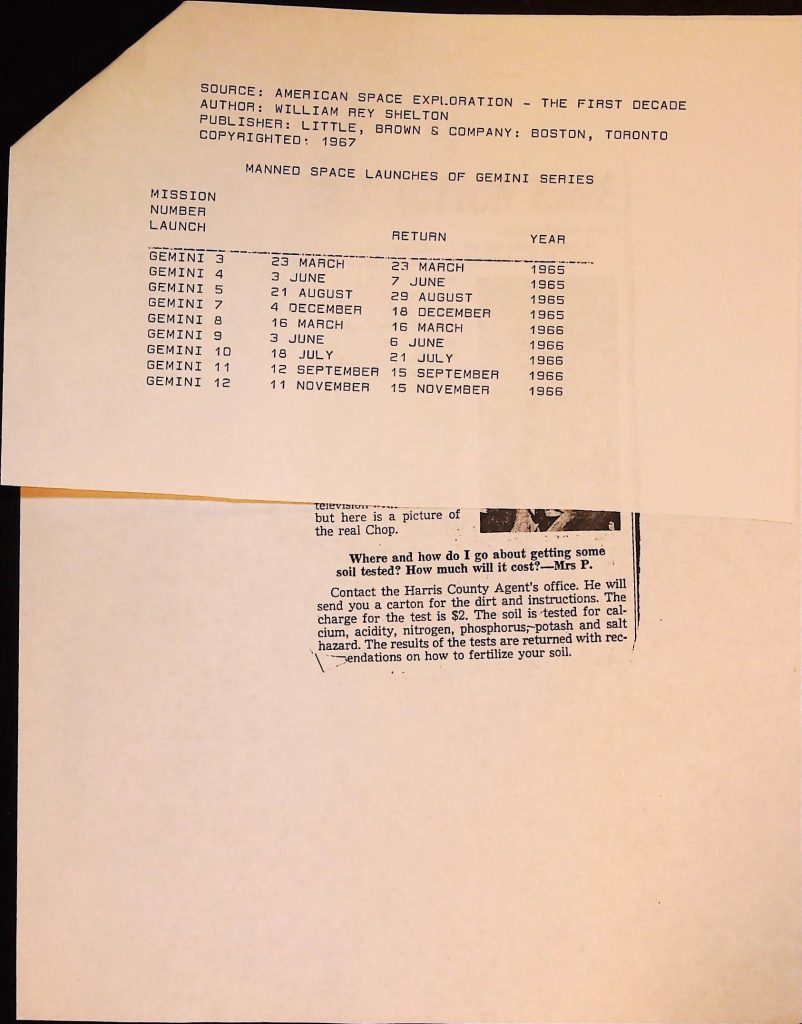 SOURCE: AMERICAN SPACE EXPLORATION - THE FIRST DECADE
AUTHOR: WILLIAM REY SHELTON
PUBLISHER: LITTLE, BROWN & COMPANY: BOSTON, TORONTO
COPYRIGHTED: 1967
MANNED SPACE LAUNCHES OF GEMINI SERIES
MISSION
NUMBER
LAUNCH RETURN YEAR
GEMINI 3 23 MARCH 23 MARCH 1965
GEMINI 4 3 JUNE 7 JUNE 1965
GEMINI 5 21 AUGUST 29 AUGUST 1965
GEMINI 7 4 DECEMBER 18 DECEMBER 1965
GEMINI 8 16 MARCH 16 MARCH 1966
GEMINI 9 3 JUNE 6 JUNE 1966
GEMINI 10 18 JULY 21 JULY 1966
GEMINI 11 12 SEPTEMBER 15 SEPTEMBER 1966
GEMINI 12 11 NOVEMBER 15 NOVEMBER 1966
television
but here is a picture of
the real Chop.
Where and how do I go about getting some
soil tested? How much will it cost?—Mrs P.
Contact the Harris County Agent's office. He will
send you a carton for the dirt and instructions. The
charge for the test is $2. The soil is tested for cal-
cium, acidity, nitrogen, phosphorus, potash and salt
hazard. The results of the tests are returned with rec-
endations on how to fertilize your soil.